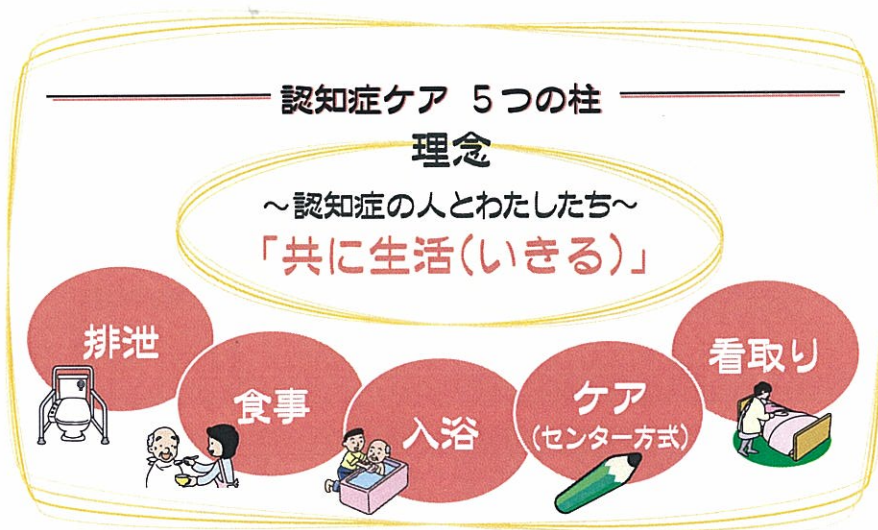 認知症ケア 5つの柱
理念
～認知症の人とわたしたち～
「共に生活(いきる)」
排泄
食事
入浴
ケア
(センター方式)
看取り